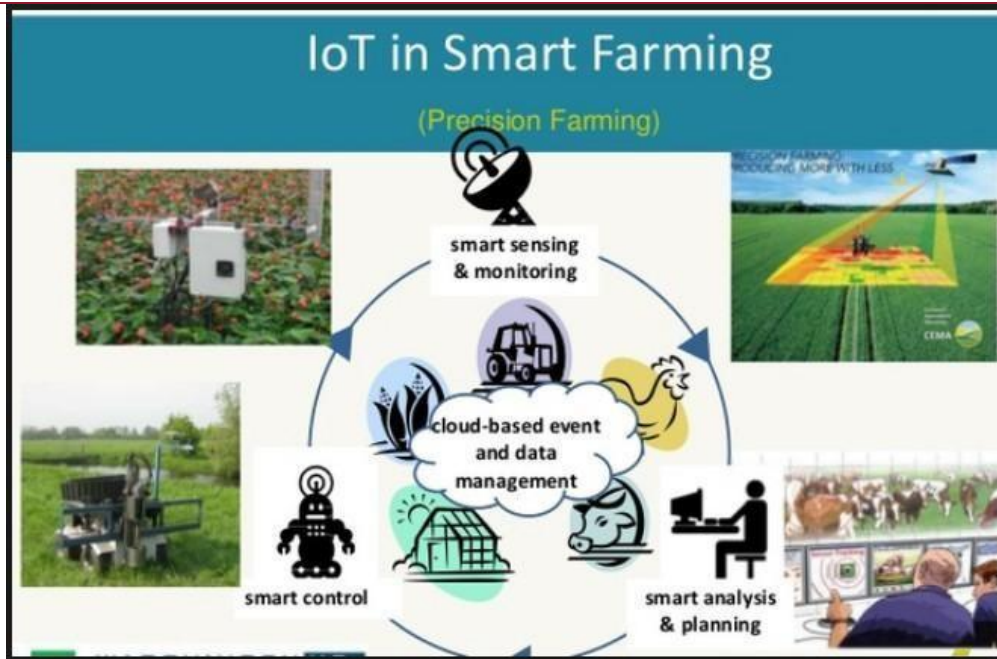 IoT in Smart Farming
(Precision Farming)
PRECISION FARMING
PRODUCING MORE WITH LESS
smart sensing
& monitoring
CEMA
cloud-based event
and data
management
smart control
smart analysis
& planning